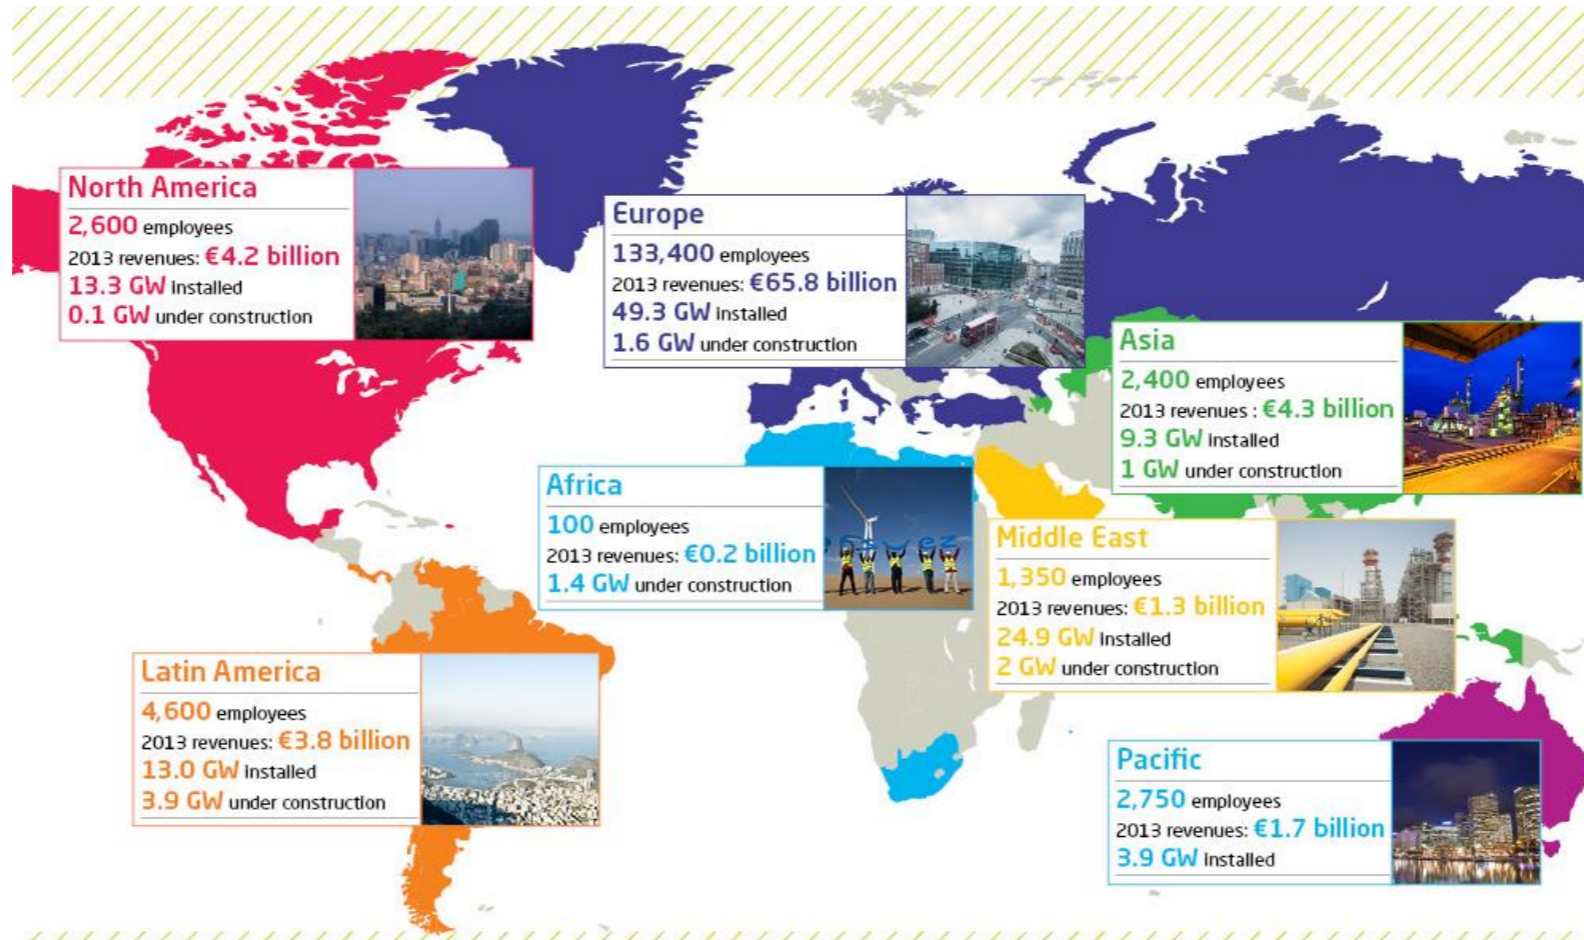 North America
2,600 employees
2013 revenues: €4.2 billion
13.3 GW installed
0.1 GW under construction
Europe
133,400 employees
2013 revenues: €65.8 billion
49.3 GW installed
1.6 GW under construction
Asia
2,400 employees
2013 revenues : €4.3 billion
9.3 GW installed
1 GW under construction
Africa
100 employees
2013 revenues: €0.2 billion
1.4 GW under construction
Middle East
1,350 employees
2013 revenues: €1.3 billion
24.9 GW installed
2 GW under construction
Latin America
4,600 employees
2013 revenues: €3.8 billion
13.0 GW installed
3.9 GW under construction
Pacific
2,750 employees
2013 revenues: €1.7 billion
3.9 GW installed